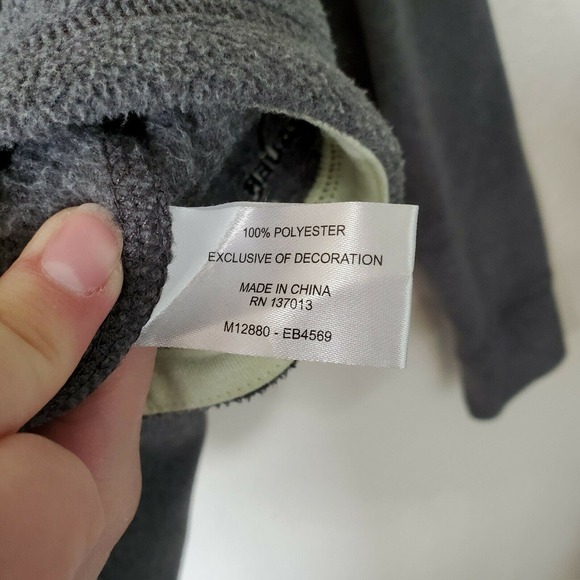 100% POLYESTER
EXCLUSIVE OF DECORATION
MADE IN CHINA
RN 137013
M12880 - EB4569